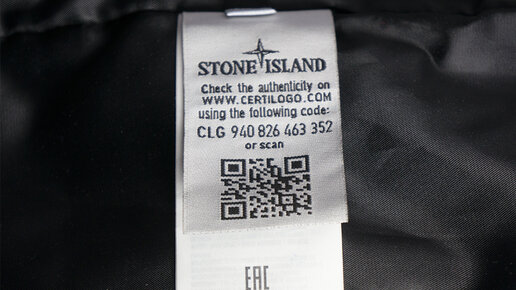 STONE ISLAND
Check the authenticity on
WWW.CERTILOGO.COM
using the following code:
CLG 940 826 463 352
or scan
EAC